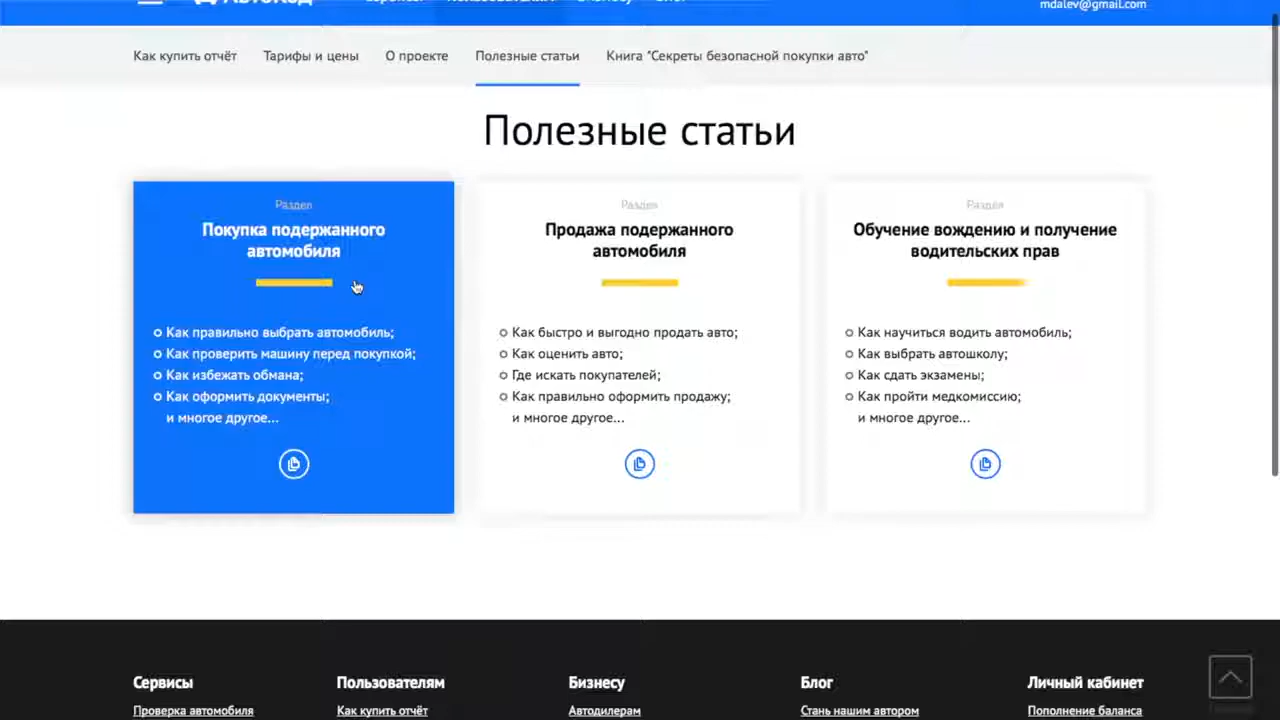 АвтоКод
mdalev@gmail.com
Как купить отчёт
Тарифы и цены
О проекте
Полезные статьи
Книга "Секреты безопасной покупки авто"
Полезные статьи
Раздел
Покупка подержанного
автомобиля
Как правильно выбрать автомобиль;
Как проверить машину перед покупкой;
Как избежать обмана;
Как оформить документы;
и многое другое...
Раздел
Продажа подержанного
автомобиля
Как быстро и выгодно продать авто;
Как оценить авто;
Где искать покупателей;
Как правильно оформить продажу;
и многое другое...
Раздел
Обучение вождению и получение
водительских прав
Как научиться водить автомобиль;
Как выбрать автошколу;
Как сдать экзамены;
Как пройти медкомиссию;
и многое другое...
Сервисы
Проверка автомобиля
Пользователям
Как купить отчёт
Бизнесу
Автодилерам
Блог
Стань нашим автором
Личный кабинет
Пополнение баланса